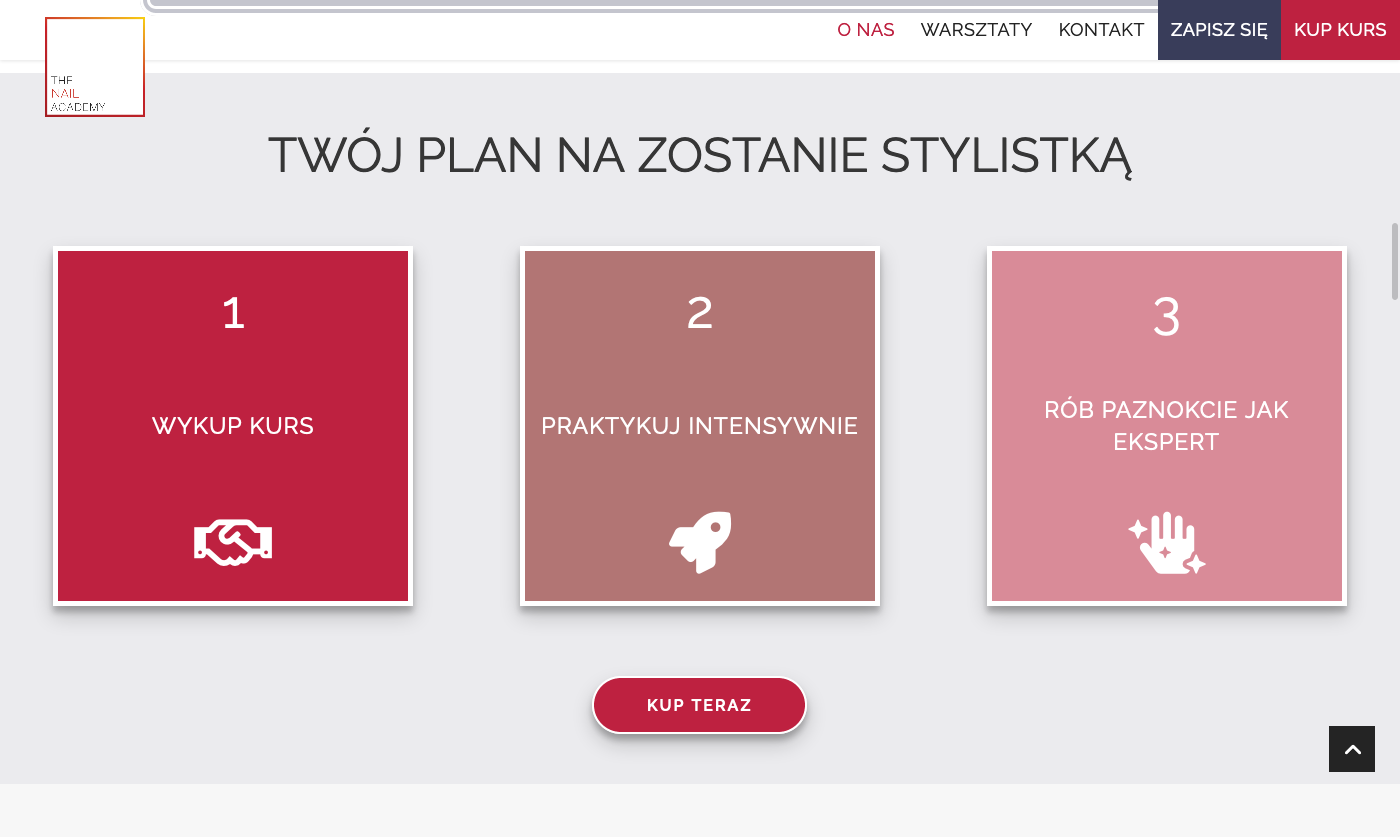 O NAS
WARSZTATY
KONTAKT
ZAPISZ SIĘ
KUP KURS
THE
NAIL
ACADEMY
TWÓJ PLAN NA ZOSTANIE STYLISTKĄ
1
WYKUP KURS
2
PRAKTYKUJ INTENSYWNIE
3
RÓB PAZNOKCIE JAK
EKSPERT
KUP TERAZ